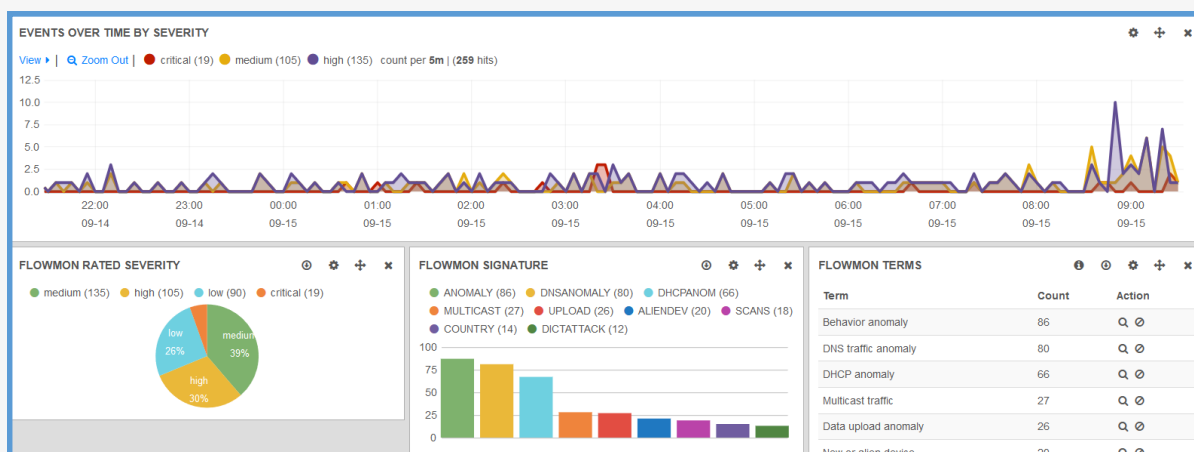 EVENTS OVER TIME BY SEVERITY
View | Zoom Out | critical (19) medium (105) high (135) count per 5m | (259 hits)
12.5
10.0
7.5
5.0
2.5
0.0
22:00 23:00 00:00 01:00 02:00 03:00 04:00 05:00 06:00 07:00 08:00 09:00
09-14 09-14 09-15 09-15 09-15 09-15 09-15 09-15 09-15 09-15 09-15 09-15
FLOWMON RATED SEVERITY
medium (135) high (105) low (90) critical (19)
low
26%
medium
39%
high
30%
FLOWMON SIGNATURE
ANOMALY (86) DNSANOMALY (80) DHCPANOM (66)
MULTICAST (27) UPLOAD (26) ALIENDEV (20) SCANS (18)
COUNTRY (14) DICTATTACK (12)
100
75
50
25
0
FLOWMON TERMS
Term Count Action
Behavior anomaly 86
DNS traffic anomaly 80
DHCP anomaly 66
Multicast traffic 27
Data upload anomaly 26
New or alien device 20